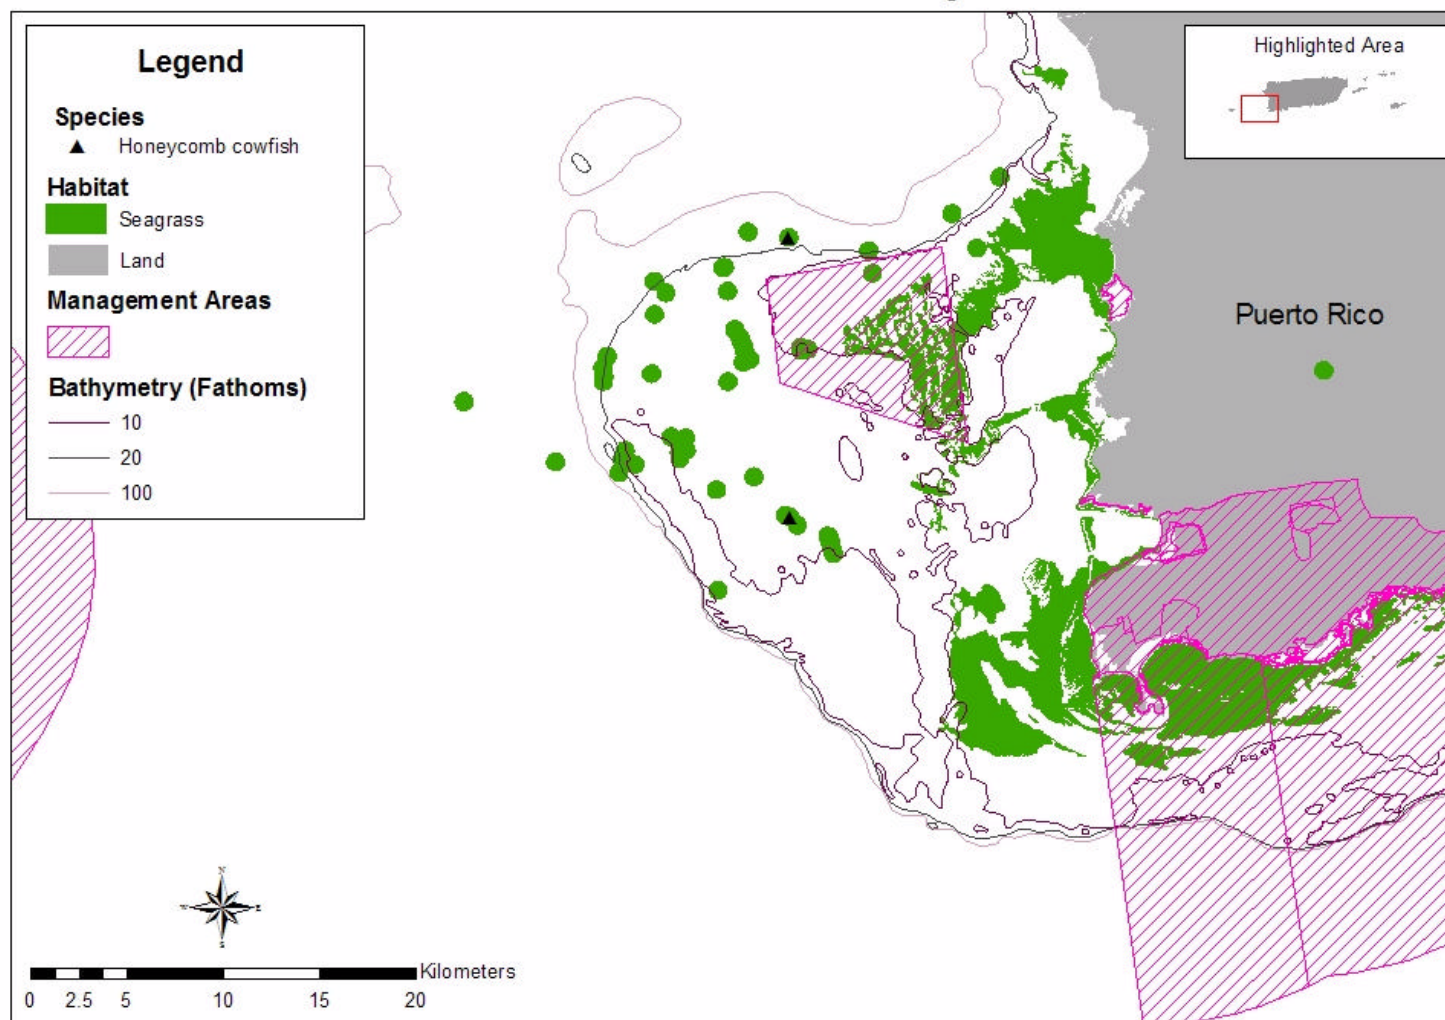 Legend
Species
Honeycomb cowfish
Habitat
Seagrass
Land
Management Areas
Bathymetry (Fathoms)
10
20
100
Highlighted Area
Puerto Rico
N
W
E
S
Kilometers
0 2.5 5 10 15 20